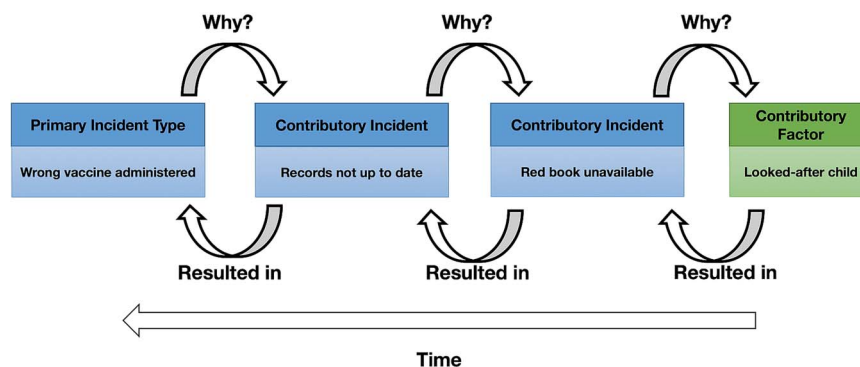 Why? Why? Why?
Primary Incident Type Contributory Incident Contributory Incident Contributory
Factor
Wrong vaccine administered Records not up to date Red book unavailable Looked-after child
Resulted in Resulted in Resulted in
Time